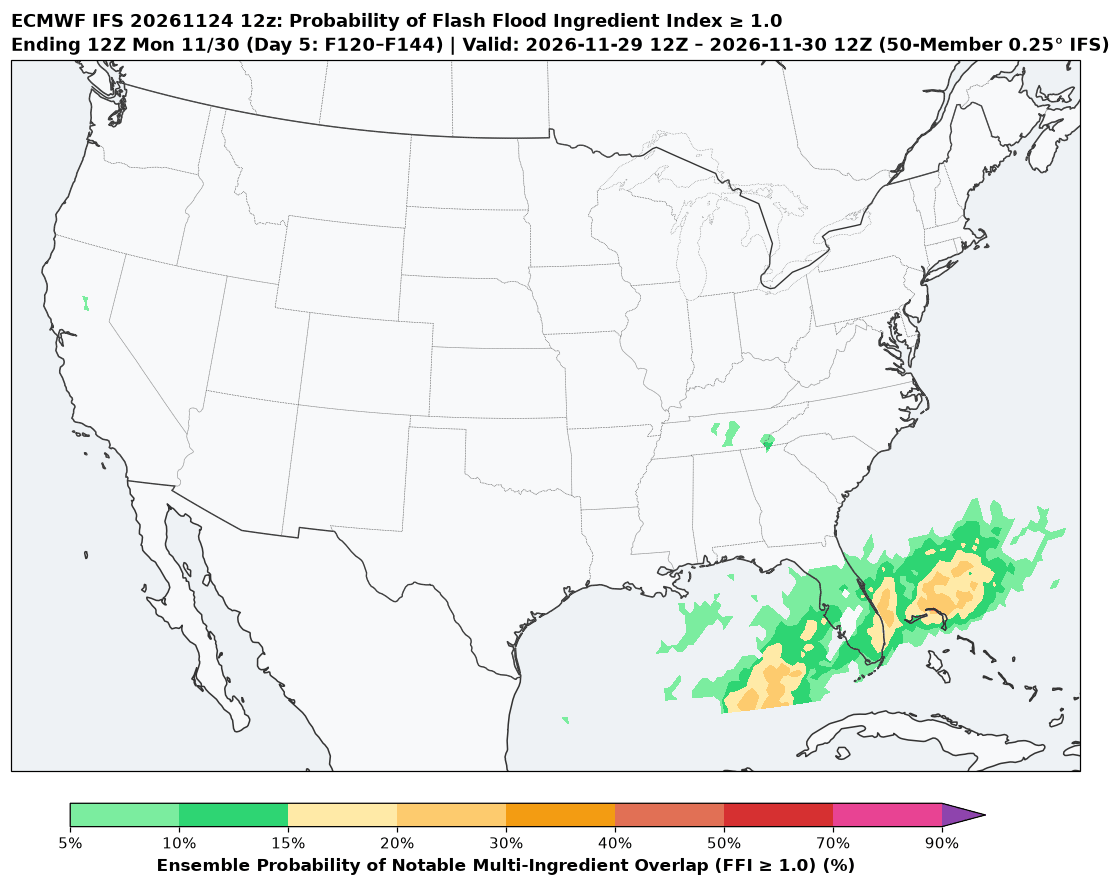 ECMWF IFS 20261124 12z: Probability of Flash Flood Ingredient Index ≥ 1.0
Ending 12Z Mon 11/30 (Day 5: F120–F144) | Valid: 2026-11-29 12Z – 2026-11-30 12Z (50-Member 0.25° IFS)
5% 10% 15% 20% 30% 40% 50% 70% 90%
Ensemble Probability of Notable Multi-Ingredient Overlap (FFI ≥ 1.0) (%)